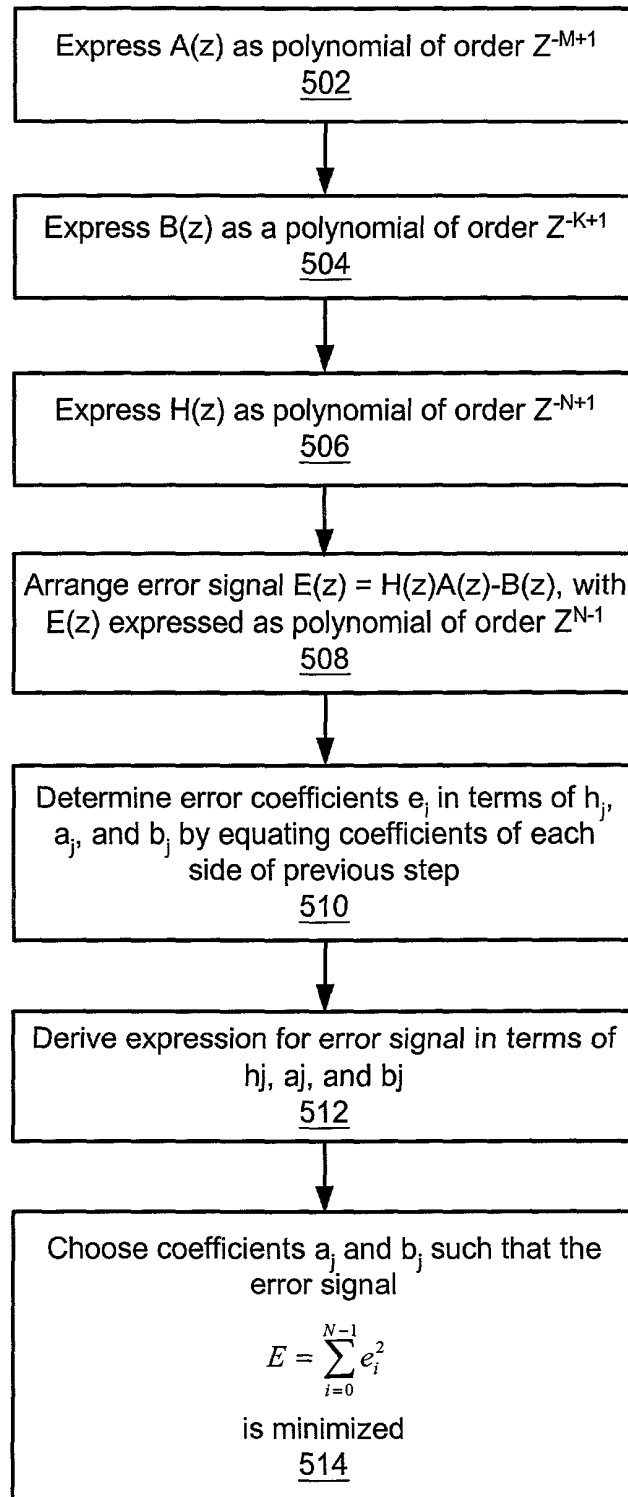 Express A(z) as polynomial of order Z^-M+1
502
Express B(z) as a polynomial of order Z^-K+1
504
Express H(z) as polynomial of order Z^-N+1
506
Arrange error signal E(z) = H(z)A(z)-B(z), with
E(z) expressed as polynomial of order Z^N-1
508
Determine error coefficients e_i in terms of h_j,
a_j, and b_j by equating coefficients of each
side of previous step
510
Derive expression for error signal in terms of
hj, aj, and bj
512
Choose coefficients a_j and b_j such that the
error signal
E = ∑_{i=0}^{N-1} e_i^2
is minimized
514